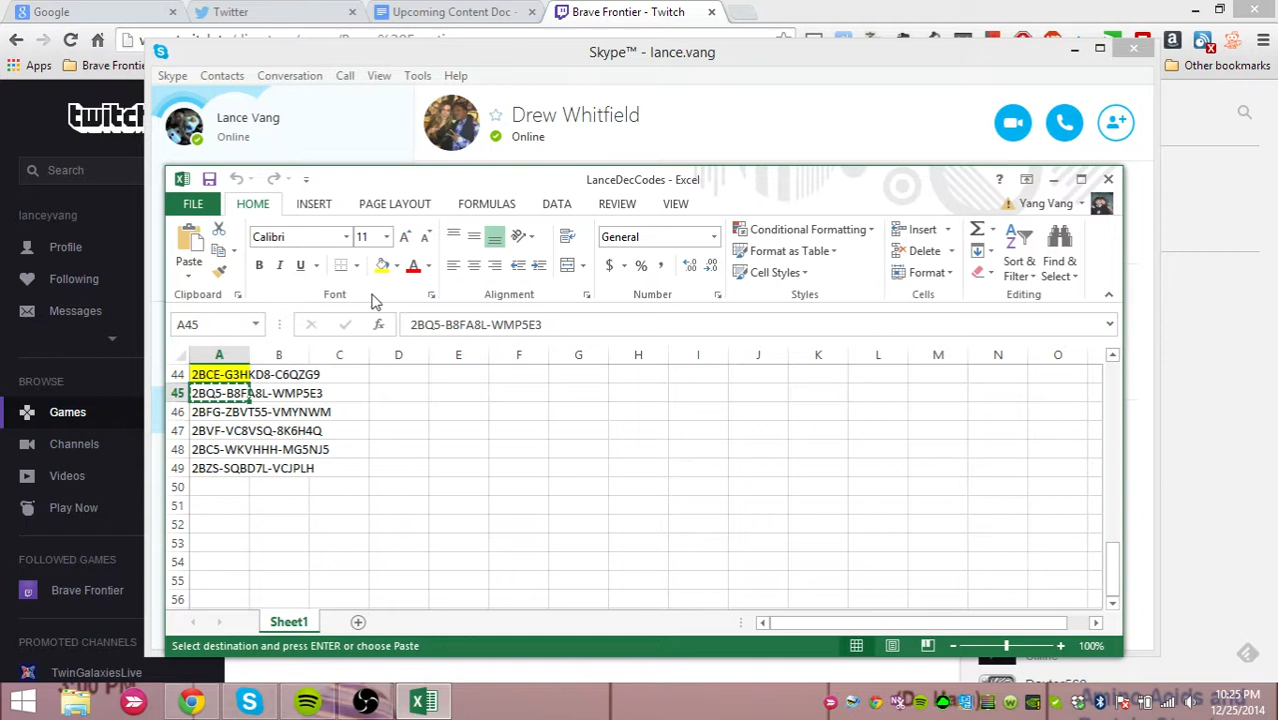 Google
Twitter
Upcoming Content Doc -
Brave Frontier - Twitch
Apps
Brave Frontie
Other bookmarks
Skype™ - lance.vang
Skype Contacts Conversation Call View Tools Help
twitch
Lance Vang
Online
Drew Whitfield
Online
Search
lanceyvang
Profile
Following
Messages
BROWSE
Games
Channels
Videos
Play Now
FOLLOWED GAMES
Brave Frontier
PROMOTED CHANNELS
TwinGalaxiesLive
LanceDecCodes - Excel
FILE HOME INSERT PAGE LAYOUT FORMULAS DATA REVIEW VIEW
Yang Vang
Paste
Calibri 11
B I U
General
$ % ,
Conditional Formatting
Format as Table
Cell Styles
Insert
Delete
Format
Sort & Filter
Find & Select
Clipboard Font Alignment Number Styles Cells Editing
A45 fx 2BQ5-B8FA8L-WMP5E3
A B C D E F G H I J K L M N O
44 2BCE-G3HKD8-C6QZG9
45 2BQ5-B8FA8L-WMP5E3
46 2BFG-ZBVT55-VMYNWM
47 2BVF-VC8VSQ-8K6H4Q
48 2BC5-WKVHHH-MG5NJ5
49 2BZS-SQBD7L-VCJPLH
50
51
52
53
54
55
56
Sheet1
Select destination and press ENTER or choose Paste
100%
10:25 PM
12/25/2014
Amino Acids and